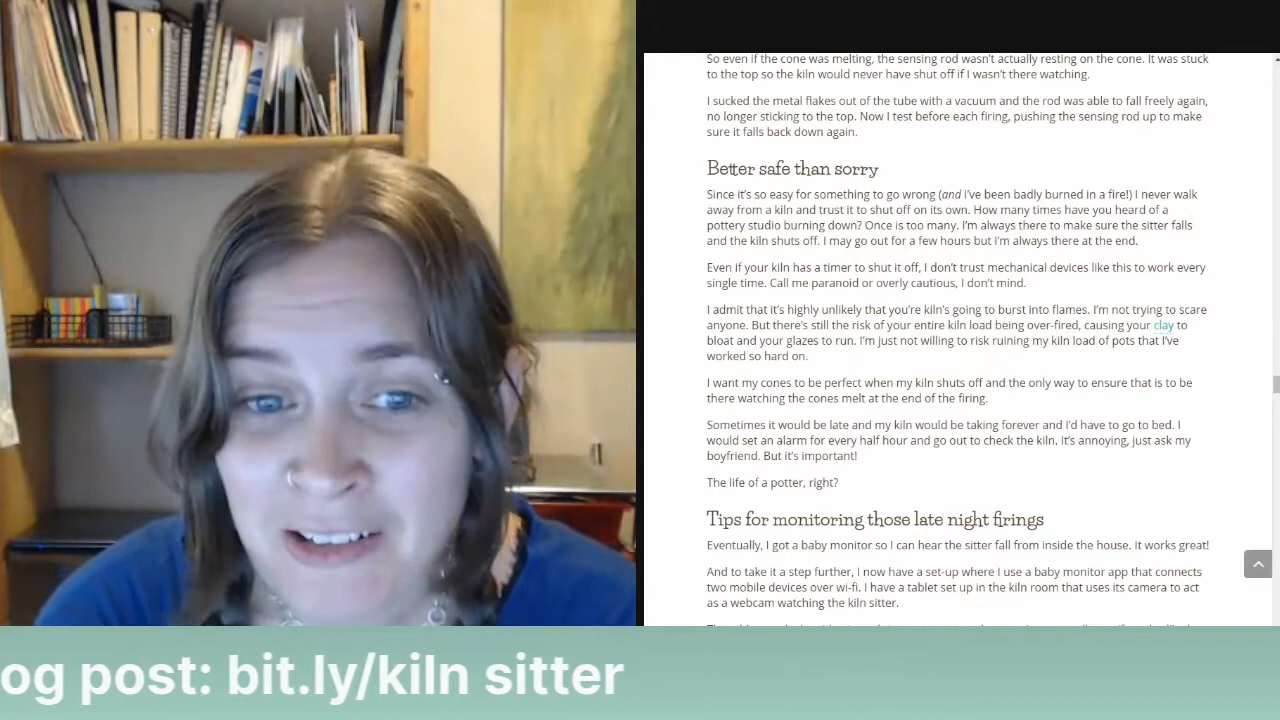 So even if the cone was melting, the sensing rod wasn't actually resting on the cone. It was stuck
to the top so the kiln would never have shut off if I wasn't there watching.
I sucked the metal flakes out of the tube with a vacuum and the rod was able to fall freely again,
no longer sticking to the top. Now I test before each firing, pushing the sensing rod up to make
sure it falls back down again.
Better safe than sorry
Since it's so easy for something to go wrong (and I've been badly burned in a fire!) I never walk
away from a kiln and trust it to shut off on its own. How many times have you heard of a
pottery studio burning down? Once is too many. I'm always there to make sure the sitter falls
and the kiln shuts off. I may go out for a few hours but I'm always there at the end.
Even if your kiln has a timer to shut it off, I don't trust mechanical devices like this to work every
single time. Call me paranoid or overly cautious, I don't mind.
I admit that it's highly unlikely that you're kiln's going to burst into flames. I'm not trying to scare
anyone. But there's still the risk of your entire kiln load being over-fired, causing your clay to
bloat and your glazes to run. I'm just not willing to risk ruining my kiln load of pots that I've
worked so hard on.
I want my cones to be perfect when my kiln shuts off and the only way to ensure that is to be
there watching the cones melt at the end of the firing.
Sometimes it would be late and my kiln would be taking forever and I'd have to go to bed. I
would set an alarm for every half hour and go out to check the kiln. It's annoying, just ask my
boyfriend. But it's important!
The life of a potter, right?
Tips for monitoring those late night firings
Eventually, I got a baby monitor so I can hear the sitter fall from inside the house. It works great!
And to take it a step further, I now have a set-up where I use a baby monitor app that connects
two mobile devices over wi-fi. I have a tablet set up in the kiln room that uses its camera to act
as a webcam watching the kiln sitter.
og post: bit.ly/kiln sitter